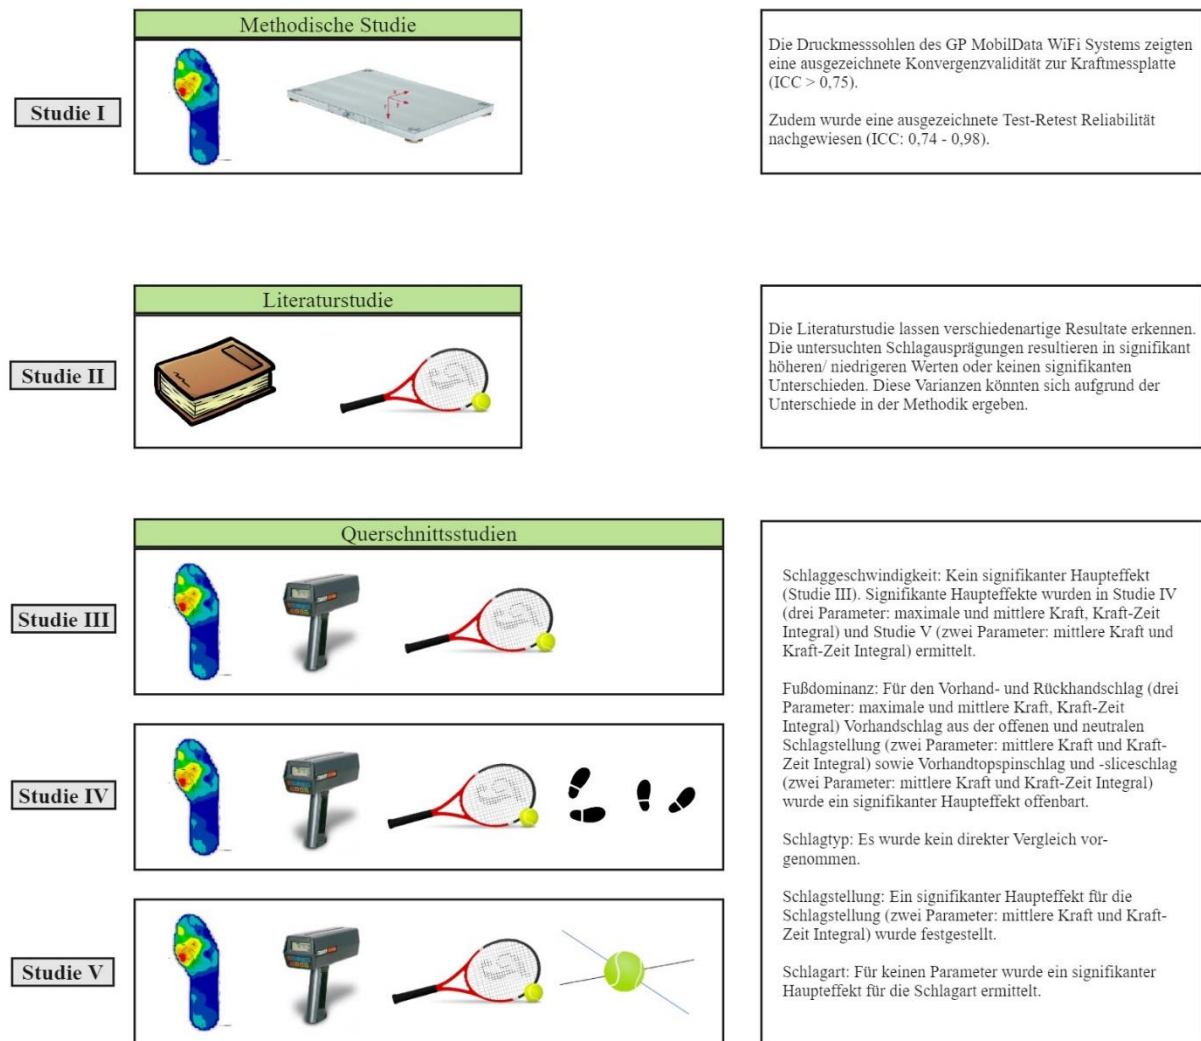 Methodische Studie
Studie I
Die Druckmesssohlen des GP MobilData WiFi Systems zeigten
eine ausgezeichnete Konvergenzvalidität zur Kraftmessplatte
(ICC > 0,75).
Zudem wurde eine ausgezeichnete Test-Retest Reliabilität
nachgewiesen (ICC: 0,74 - 0,98).
Literaturstudie
Studie II
Die Literaturstudie lassen verschiedenartige Resultate erkennen.
Die untersuchten Schlagausprägungen resultieren in signifikant
höheren/ niedrigeren Werten oder keinen signifikanten
Unterschieden. Diese Varianzen könnten sich aufgrund der
Unterschiede in der Methodik ergeben.
Querschnittsstudien
Studie III
Studie IV
Studie V
Schlaggeschwindigkeit: Kein signifikanter Haupteffekt
(Studie III). Signifikante Haupteffekte wurden in Studie IV
(drei Parameter: maximale und mittlere Kraft, Kraft-Zeit
Integral) und Studie V (zwei Parameter: mittlere Kraft und
Kraft-Zeit Integral) ermittelt.
Fußdominanz: Für den Vorhand- und Rückhandschlag (drei
Parameter: maximale und mittlere Kraft, Kraft-Zeit
Integral) Vorhandschlag aus der offenen und neutralen
Schlagstellung (zwei Parameter: mittlere Kraft und Kraft-
Zeit Integral) sowie Vorhandtopspinschlag und -sliceschlag
(zwei Parameter: mittlere Kraft und Kraft-Zeit Integral)
wurde ein signifikanter Haupteffekt offenbart.
Schlagtyp: Es wurde kein direkter Vergleich vor-
genommen.
Schlagstellung: Ein signifikanter Haupteffekt für die
Schlagstellung (zwei Parameter: mittlere Kraft und Kraft-
Zeit Integral) wurde festgestellt.
Schlagart: Für keinen Parameter wurde ein signifikanter
Haupteffekt für die Schlagart ermittelt.